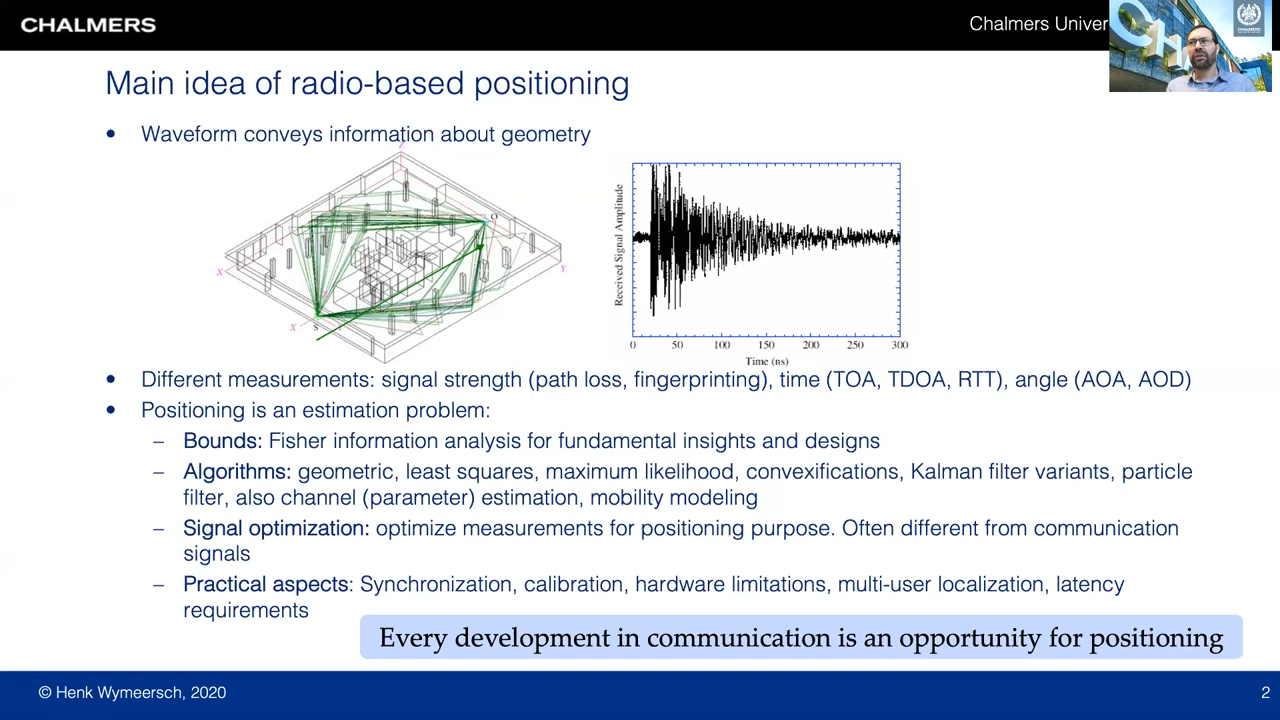 CHALMERS
Chalmers Univer
Main idea of radio-based positioning
• Waveform conveys information about geometry
Z
O
X
Y
X
S
Received Signal Amplitude
0 50 100 150 200 250 300
Time (ns)
• Different measurements: signal strength (path loss, fingerprinting), time (TOA, TDOA, RTT), angle (AOA, AOD)
• Positioning is an estimation problem:
– Bounds: Fisher information analysis for fundamental insights and designs
– Algorithms: geometric, least squares, maximum likelihood, convexifications, Kalman filter variants, particle
filter, also channel (parameter) estimation, mobility modeling
– Signal optimization: optimize measurements for positioning purpose. Often different from communication
signals
– Practical aspects: Synchronization, calibration, hardware limitations, multi-user localization, latency
requirements
Every development in communication is an opportunity for positioning
© Henk Wymeersch, 2020
2